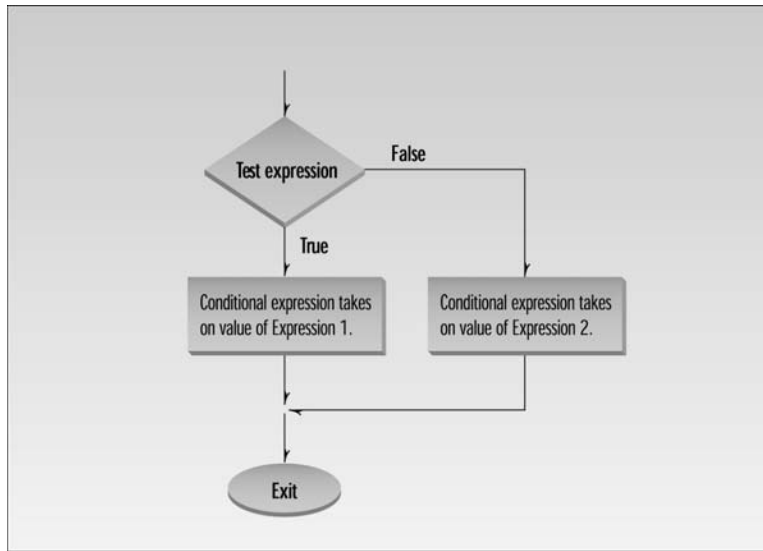 Test expression
False
True
Conditional expression takes
on value of Expression 1.
Conditional expression takes
on value of Expression 2.
Exit